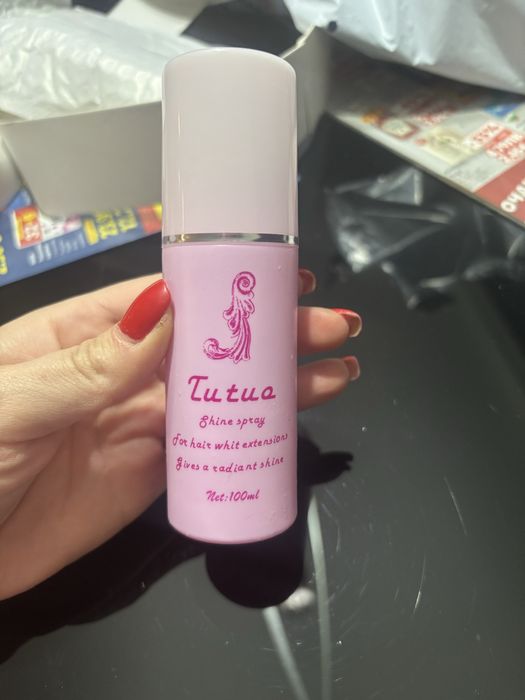 Tutuo
Shine spray
For hair whit extensions
Gives a radiant shine
Net:100ml